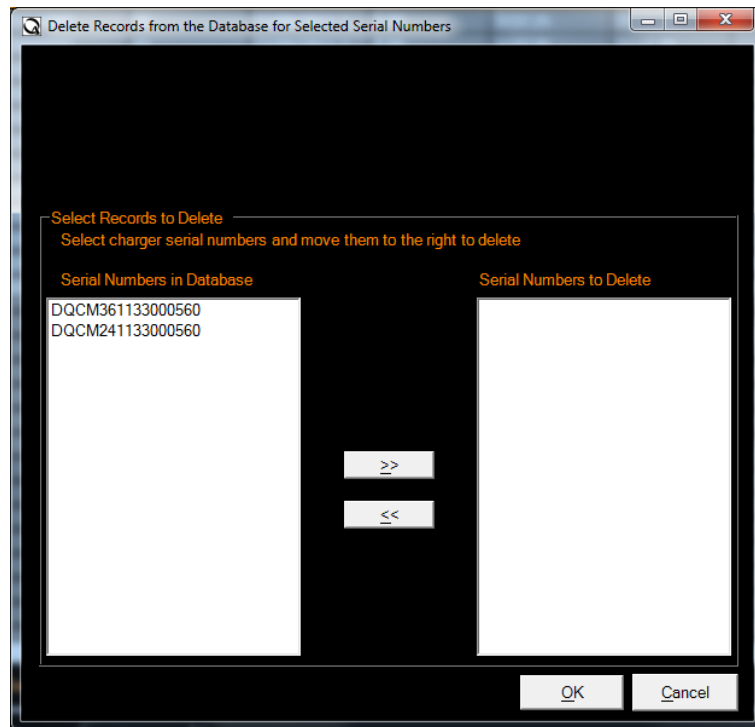 Delete Records from the Database for Selected Serial Numbers
Select Records to Delete
Select charger serial numbers and move them to the right to delete
Serial Numbers in Database
Serial Numbers to Delete
DQCM361133000560
DQCM241133000560
>>
<<
OK
Cancel